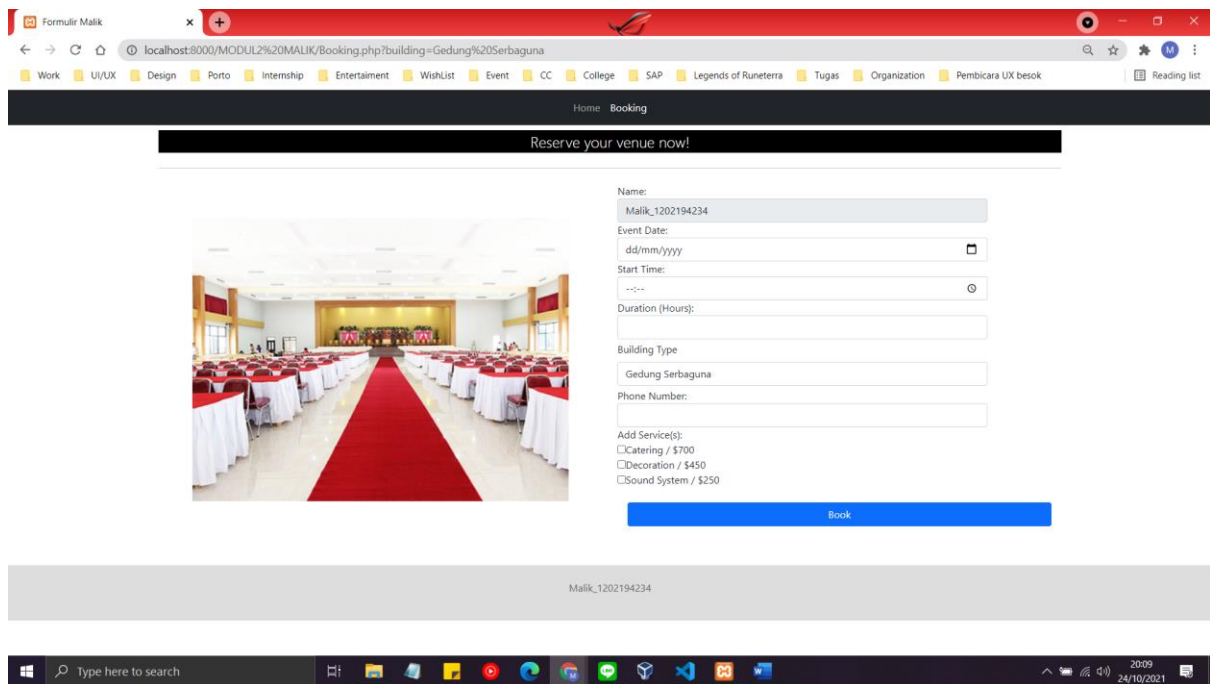 Formulir Malik
localhost:8000/MODUL2%20MALIK/Booking.php?building=Gedung%20Serbaguna
Work UI/UX Design Porto Internship Entertaiment WishList Event CC College SAP Legends of Runeterra Tugas Organization Pembicara UX besok Reading list
Home Booking
Reserve your venue now!
Name:
Malik_1202194234
Event Date:
dd/mm/yyyy
Start Time:
--:--
Duration (Hours):
Building Type
Gedung Serbaguna
Phone Number:
Add Service(s):
Catering / $700
Decoration / $450
Sound System / $250
Book
Malik_1202194234
Type here to search
20:09
24/10/2021